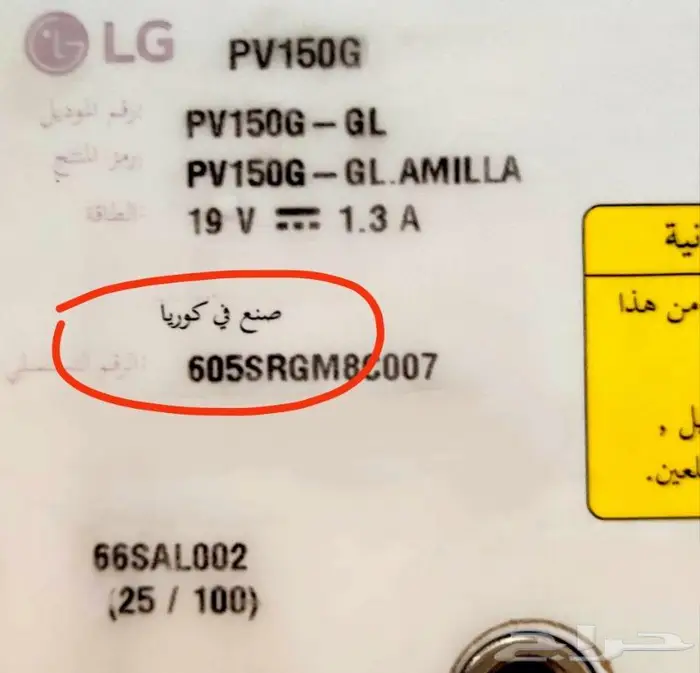 LG PV150G
رقم الموديل: PV150G-GL
رمز المنتج: PV150G-GL.AMILLA
الطاقة: 19 V 1.3 A
صنع في كوريا
الرقم التسلسلي: 605SRGM8C007
66SAL002
(25 / 100)
من هذا
حراج